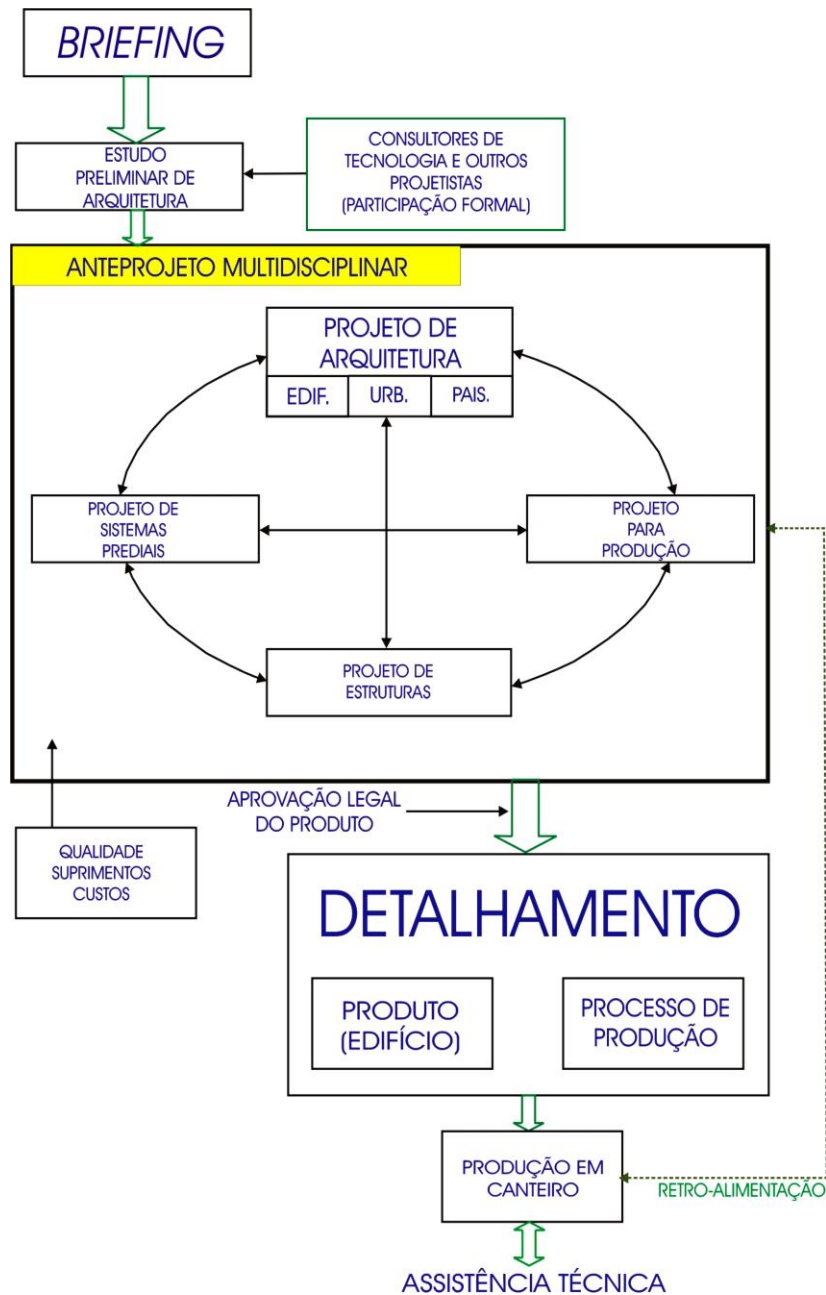 BRIEFING
ESTUDO
PRELIMINAR DE
ARQUITETURA
CONSULTORES DE
TECNOLOGIA E OUTROS
PROJETISTAS
(PARTICIPAÇÃO FORMAL)
ANTEPROJETO MULTIDISCIPLINAR
PROJETO DE
ARQUITETURA
EDIF.
URB.
PAIS.
PROJETO DE
SISTEMAS
PREDIAIS
PROJETO
PARA
PRODUÇÃO
PROJETO DE
ESTRUTURAS
QUALIDADE
SUPRIMENTOS
CUSTOS
APROVAÇÃO LEGAL
DO PRODUTO
DETALHAMENTO
PRODUTO
(EDIFÍCIO)
PROCESSO DE
PRODUÇÃO
PRODUÇÃO EM
CANTEIRO
RETRO-ALIMENTAÇÃO
ASSISTÊNCIA TÉCNICA